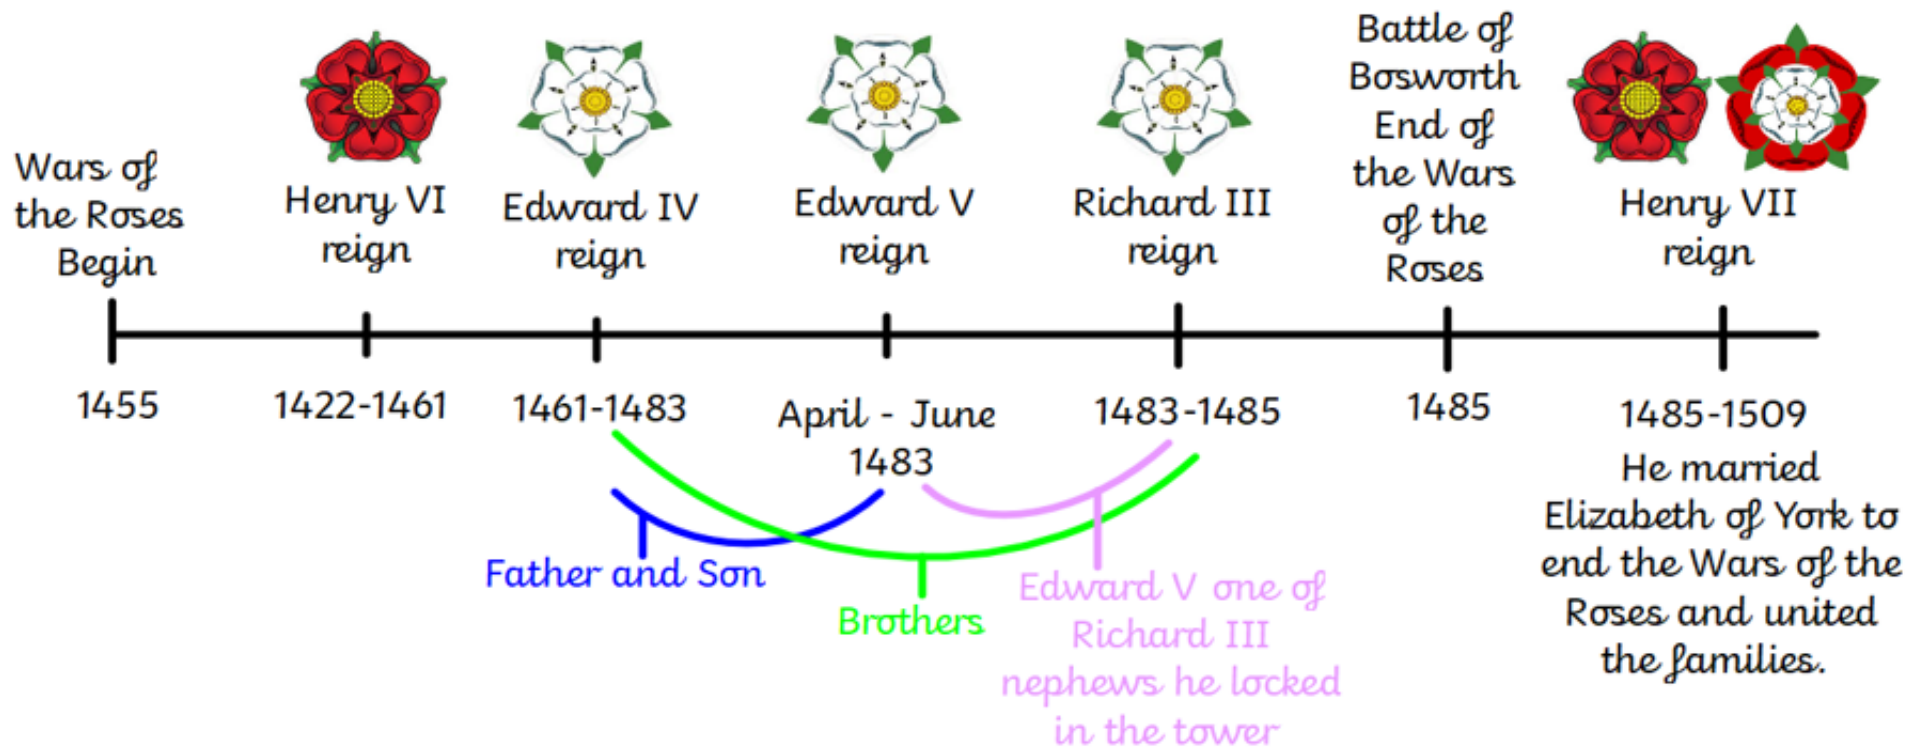 Wars of
the Roses
Begin
1455
Henry VI
reign
1422-1461
Edward IV
reign
1461-1483
Edward V
reign
April - June
1483
Richard III
reign
1483-1485
Battle of
Bosworth
End of
the Wars
of the
Roses
1485
Henry VII
reign
1485-1509
He married
Elizabeth of York to
end the Wars of the
Roses and united
the families.
Father and Son
Brothers
Edward V one of
Richard III
nephews he locked
in the tower